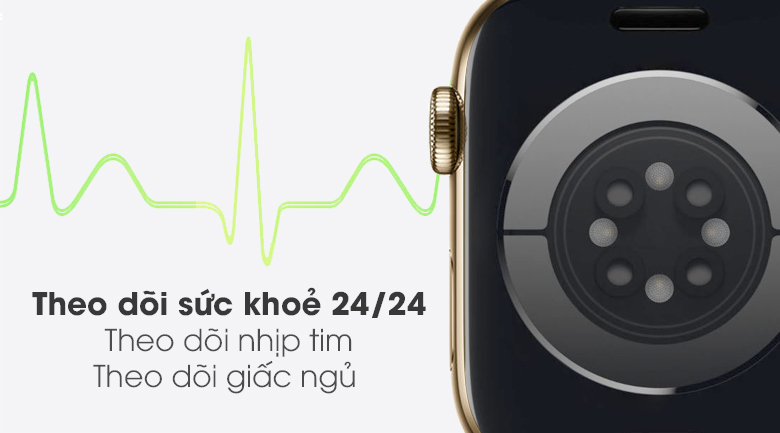 Theo dõi sức khoẻ 24/24
Theo dõi nhịp tim
Theo dõi giấc ngủ